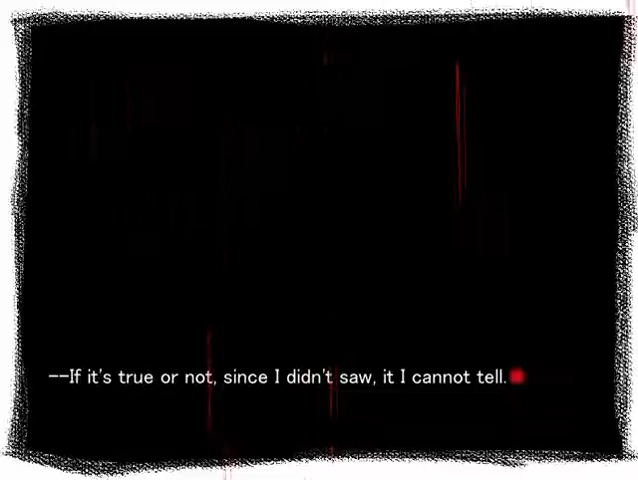 --If it's true or not, since I didn't saw, it I cannot tell.